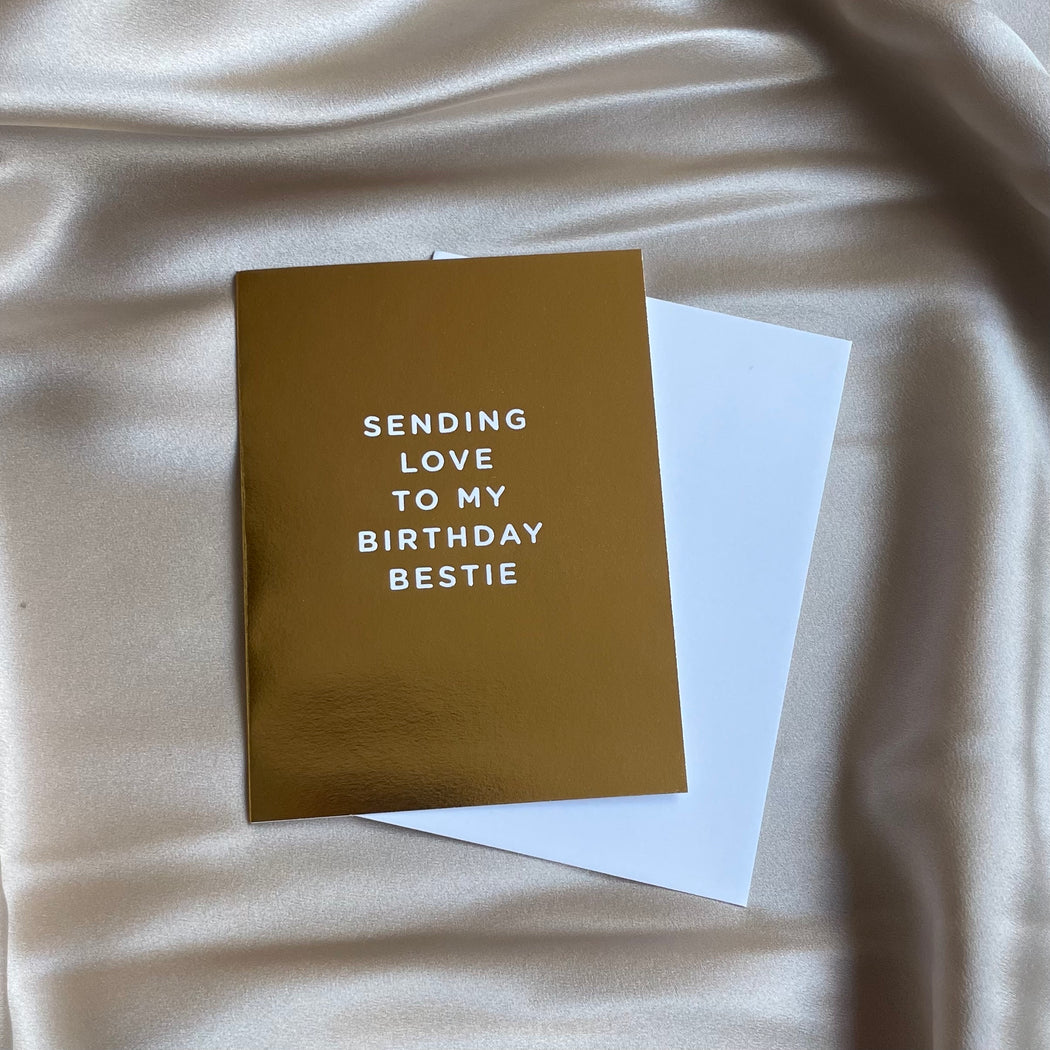 SENDING
LOVE
TO MY
BIRTHDAY
BESTIE